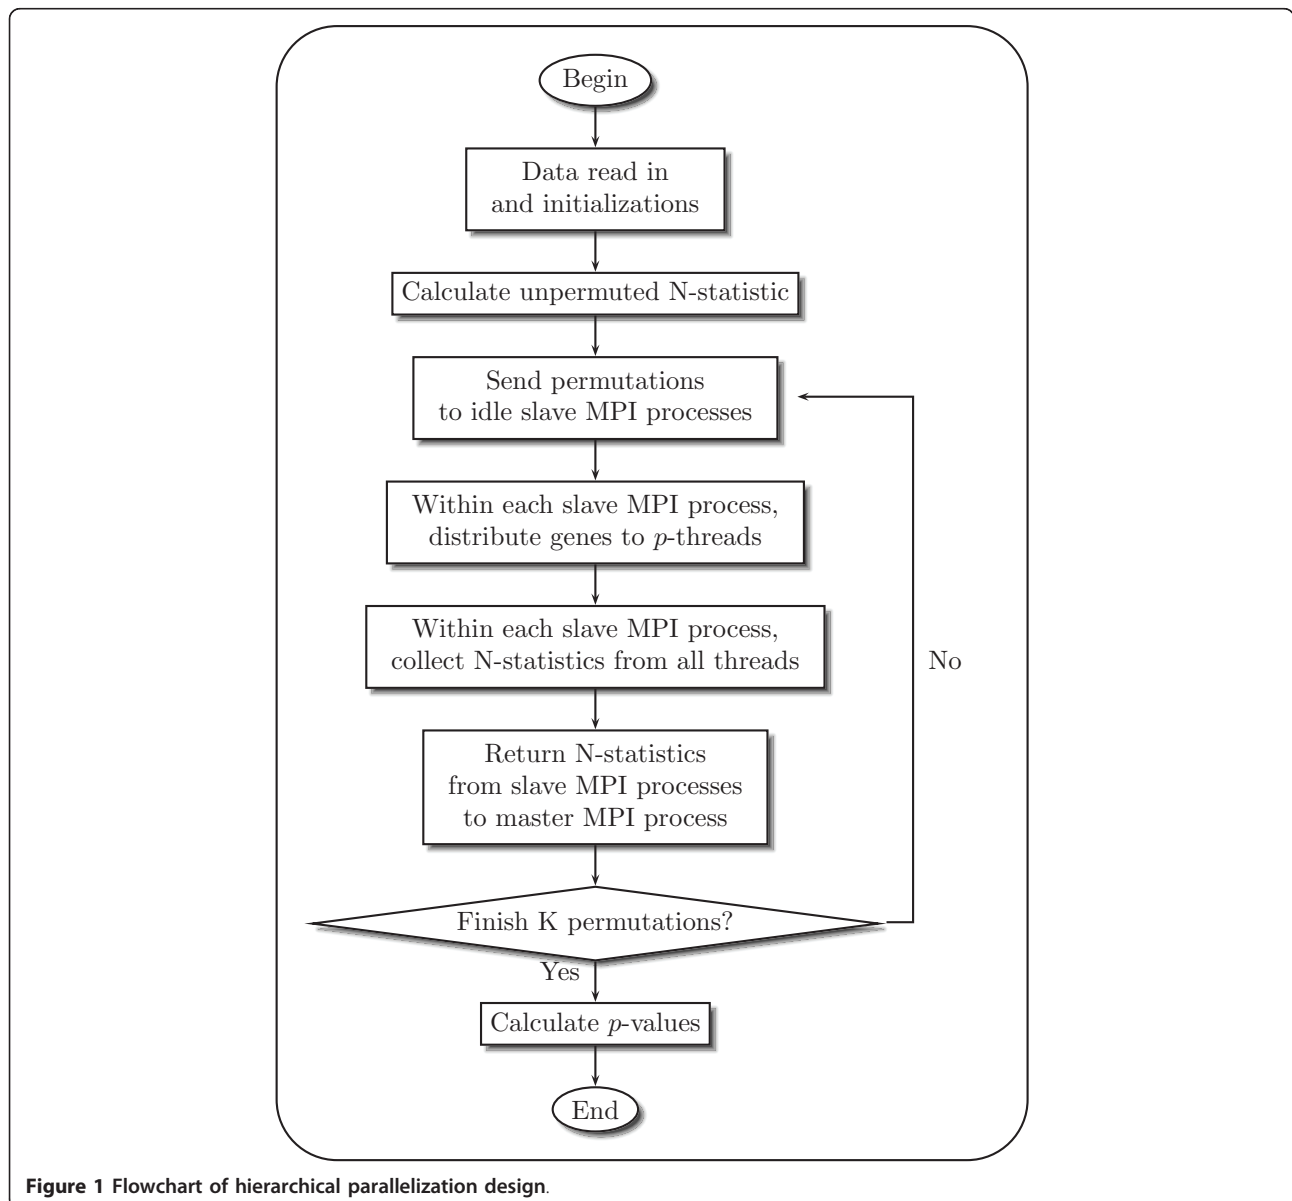 Begin
Data read in
and initializations
Calculate unpermuted N-statistic
Send permutations
to idle slave MPI processes
Within each slave MPI process,
distribute genes to p-threads
Within each slave MPI process,
collect N-statistics from all threads
No
Return N-statistics
from slave MPI processes
to master MPI process
Finish K permutations?
Yes
Calculate p-values
End
Figure 1 Flowchart of hierarchical parallelization design.